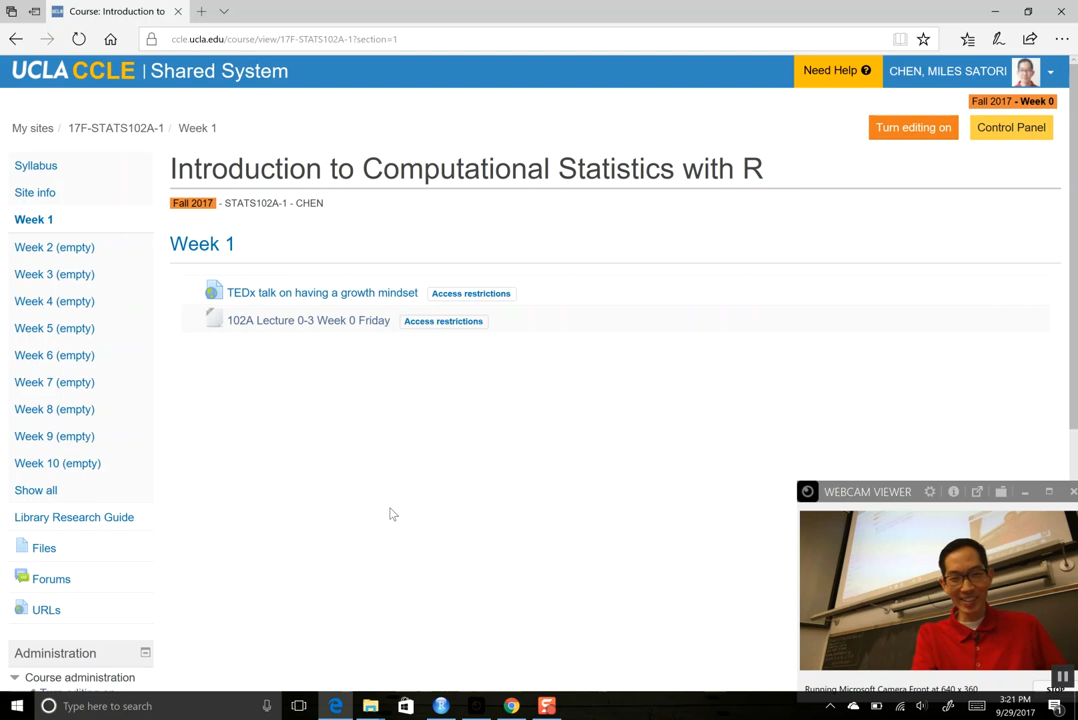 Course: Introduction to
ccle.ucla.edu/course/view/17F-STATS102A-1?section=1
UCLA CCLE | Shared System
Need Help
CHEN, MILES SATORI
Fall 2017 - Week 0
My sites / 17F-STATS102A-1 / Week 1
Turn editing on
Control Panel
Syllabus
Site info
Week 1
Week 2 (empty)
Week 3 (empty)
Week 4 (empty)
Week 5 (empty)
Week 6 (empty)
Week 7 (empty)
Week 8 (empty)
Week 9 (empty)
Week 10 (empty)
Show all
Library Research Guide
Files
Forums
URLs
Administration
Course administration
Turn editing on
Introduction to Computational Statistics with R
Fall 2017 - STATS102A-1 - CHEN
Week 1
TEDx talk on having a growth mindset Access restrictions
102A Lecture 0-3 Week 0 Friday Access restrictions
WEBCAM VIEWER
Running Microsoft Camera Front at 640 x 360
STOP
Type here to search
3:21 PM
9/29/2017